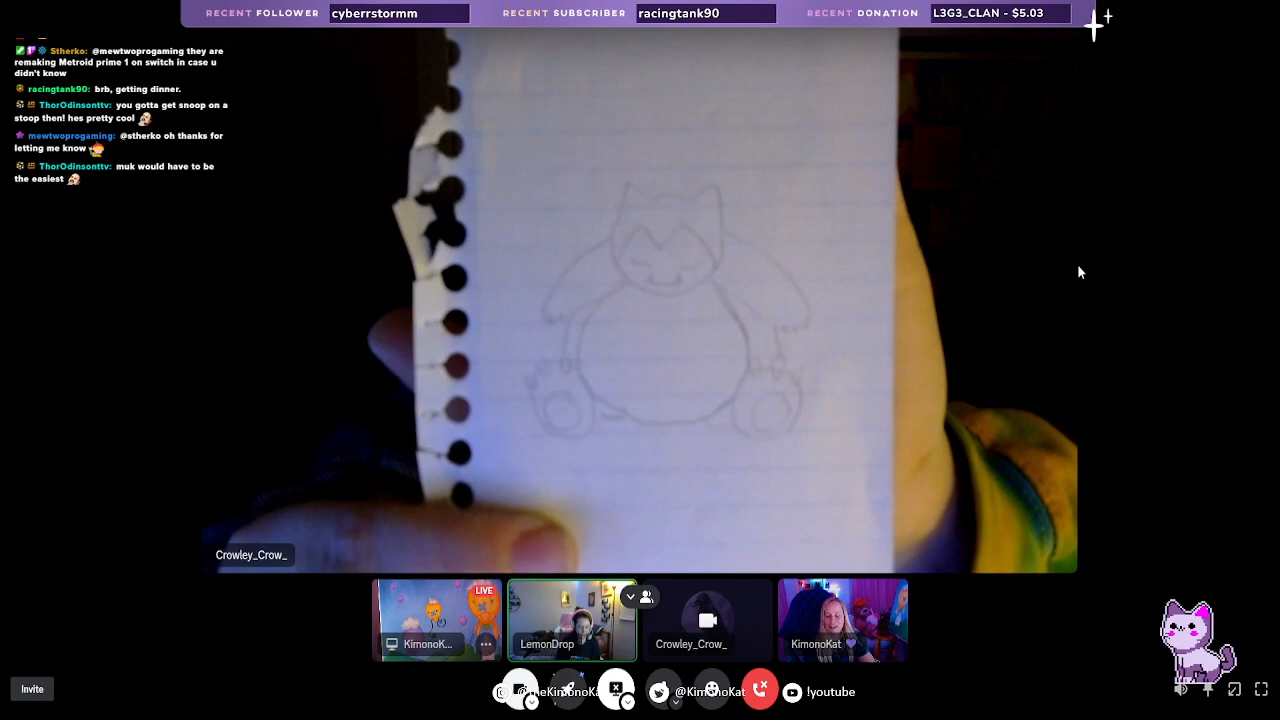 RECENT FOLLOWER cyberrstormm RECENT SUBSCRIBER racingtank90 RECENT DONATION L3G3_CLAN - $5.03
Stherko: @mewtwoprogaming they are
remaking Metroid prime 1 on switch in case u
didn't know
racingtank90: brb, getting dinner.
ThorOdinsonttv: you gotta get snoop on a
stoop then! hes pretty cool
mewtwoprogaming: @stherko oh thanks for
letting me know
ThorOdinsonttv: muk would have to be
the easiest
Crowley_Crow_
LIVE
KimonoK... LemonDrop Crowley_Crow_ KimonoKat
Invite @KimonoKat !youtube